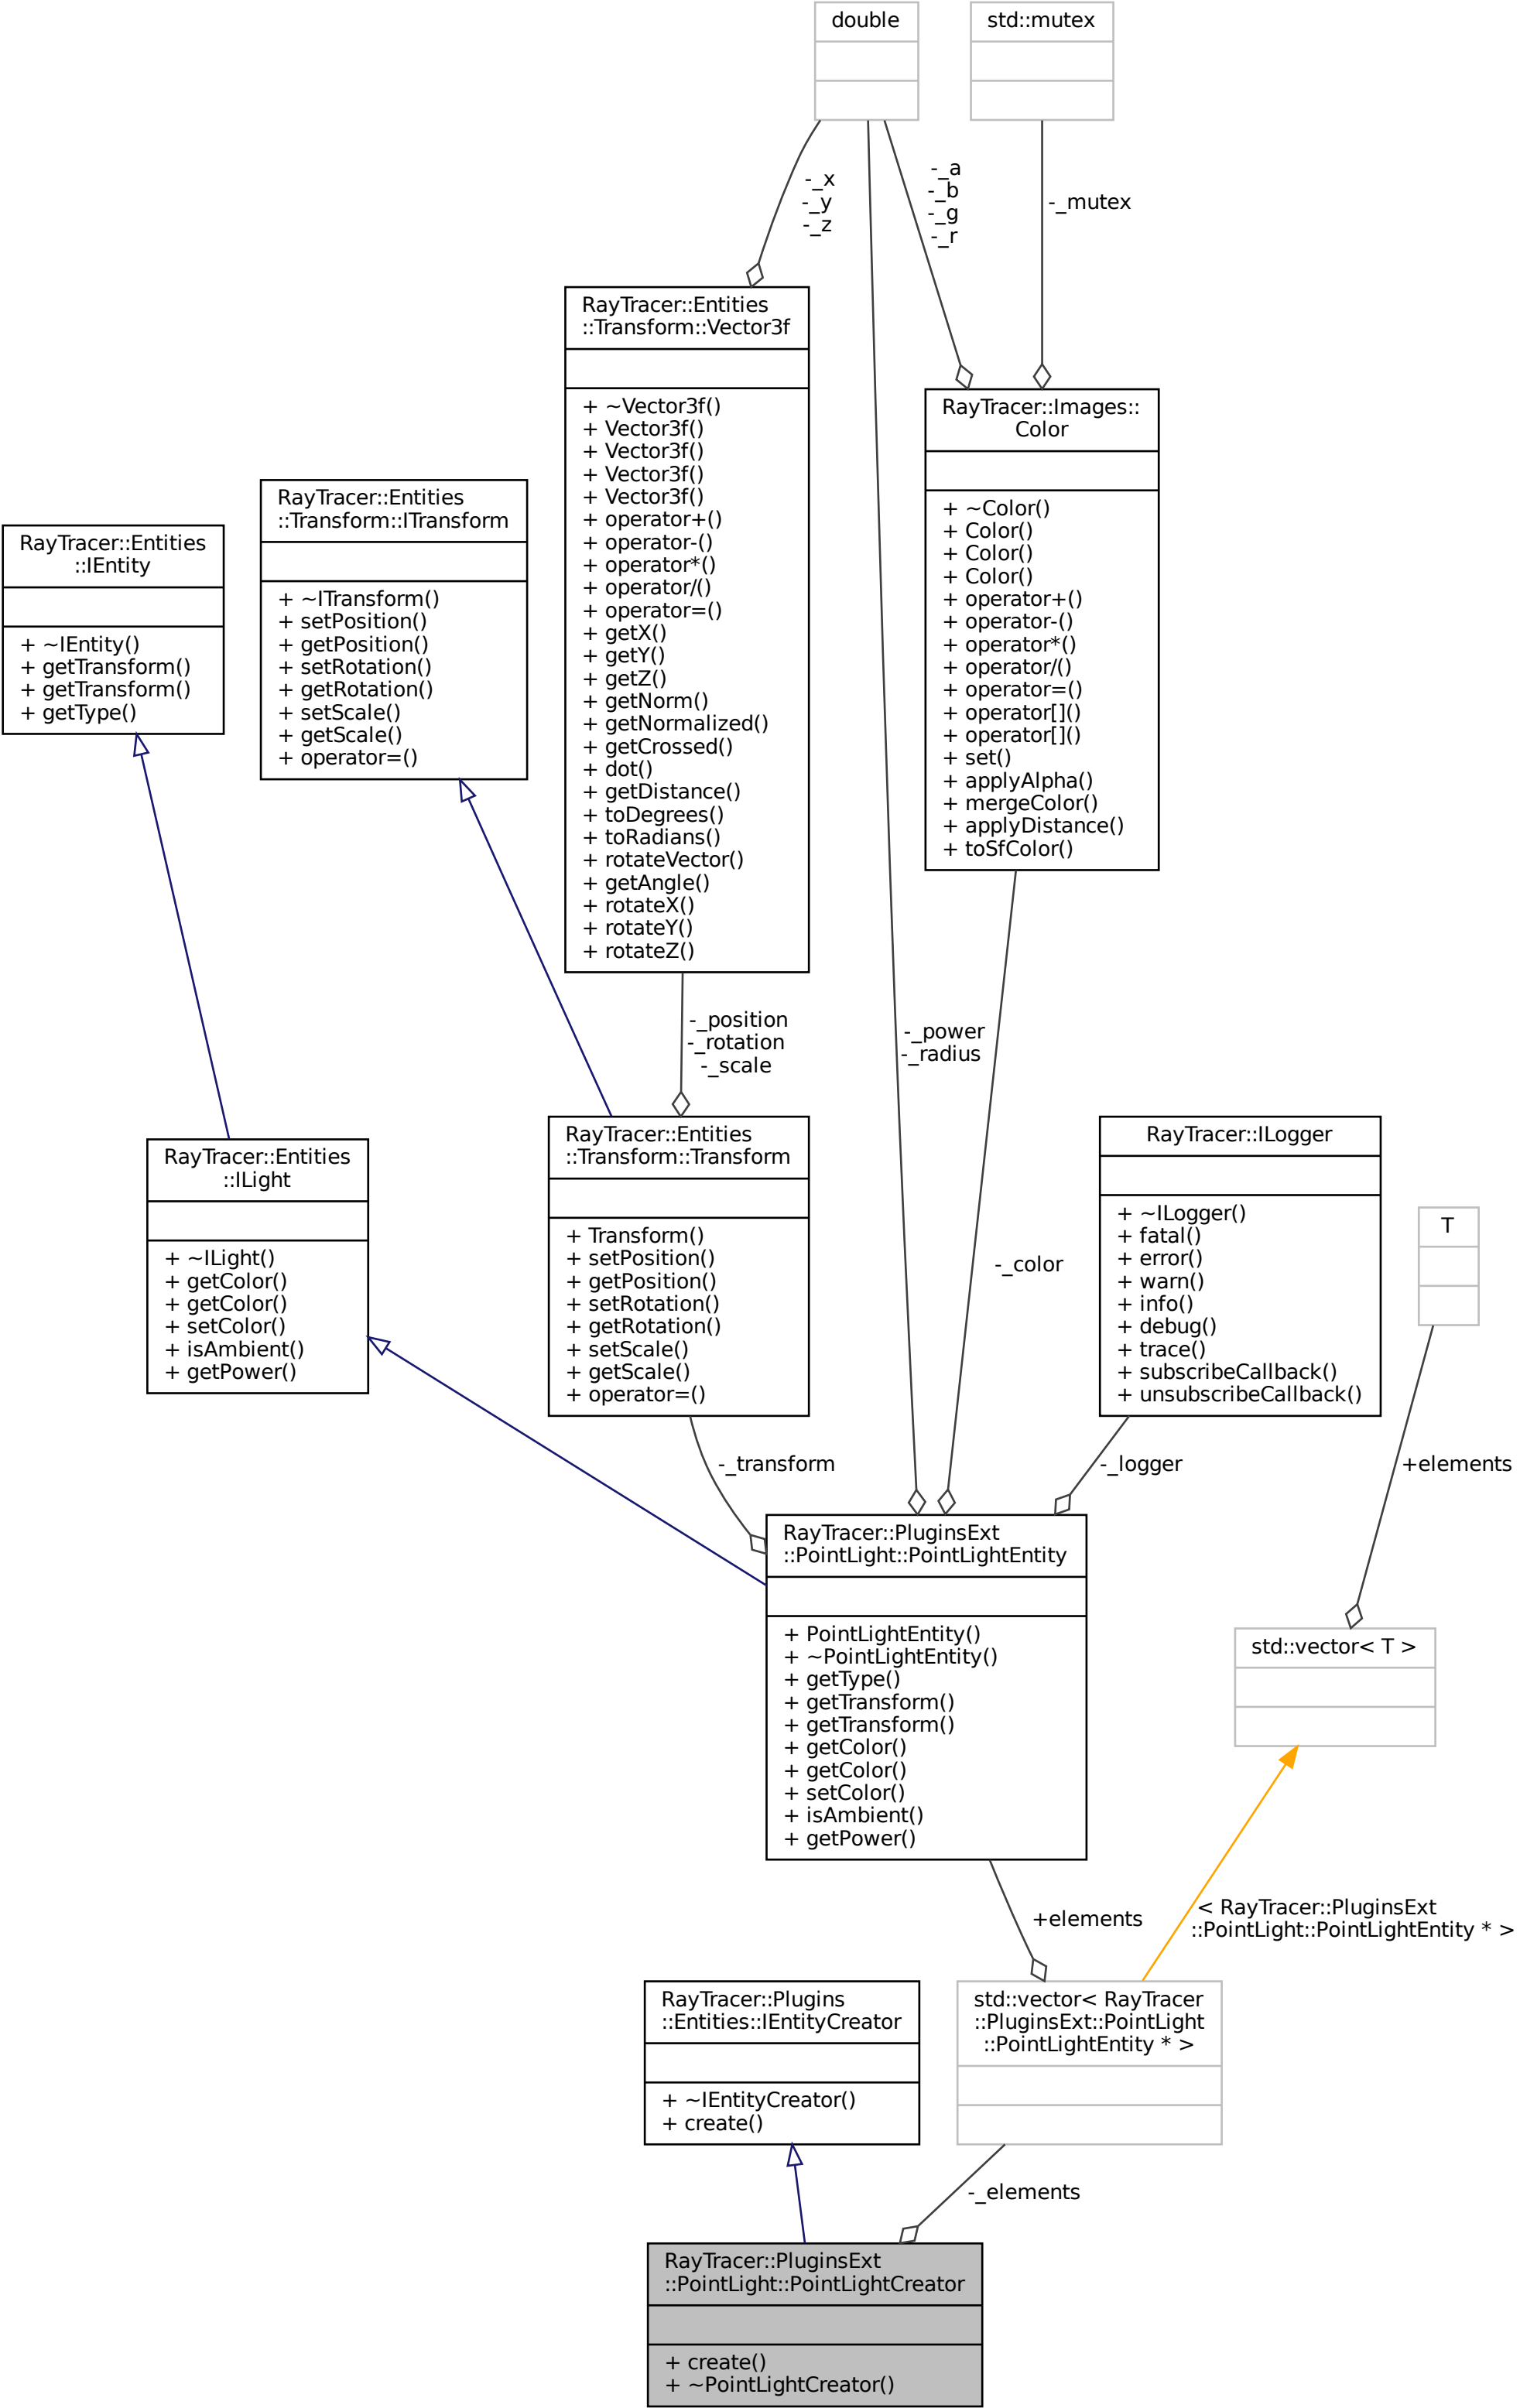 double
std::mutex
-_x
-_y
-_z
-_a
-_b
-_g
-_r
-_mutex
RayTracer::Entities
::Transform::Vector3f
+ ~Vector3f()
+ Vector3f()
+ Vector3f()
+ Vector3f()
+ Vector3f()
+ operator+()
+ operator-()
+ operator*()
+ operator/()
+ operator=()
+ getX()
+ getY()
+ getZ()
+ getNorm()
+ getNormalized()
+ getCrossed()
+ dot()
+ getDistance()
+ toDegrees()
+ toRadians()
+ rotateVector()
+ getAngle()
+ rotateX()
+ rotateY()
+ rotateZ()
RayTracer::Images::
Color
+ ~Color()
+ Color()
+ Color()
+ Color()
+ operator+()
+ operator-()
+ operator*()
+ operator/()
+ operator=()
+ operator[]()
+ operator[]()
+ set()
+ applyAlpha()
+ mergeColor()
+ applyDistance()
+ toSfColor()
RayTracer::Entities
::Transform::ITransform
+ ~ITransform()
+ setPosition()
+ getPosition()
+ setRotation()
+ getRotation()
+ setScale()
+ getScale()
+ operator=()
RayTracer::Entities
::IEntity
+ ~IEntity()
+ getTransform()
+ getTransform()
+ getType()
-_position
-_rotation
-_scale
-_power
-_radius
RayTracer::Entities
::ILight
+ ~ILight()
+ getColor()
+ getColor()
+ setColor()
+ isAmbient()
+ getPower()
RayTracer::Entities
::Transform::Transform
+ Transform()
+ setPosition()
+ getPosition()
+ setRotation()
+ getRotation()
+ setScale()
+ getScale()
+ operator=()
-_color
RayTracer::ILogger
+ ~ILogger()
+ fatal()
+ error()
+ warn()
+ info()
+ debug()
+ trace()
+ subscribeCallback()
+ unsubscribeCallback()
T
-_transform
-_logger
+elements
RayTracer::PluginsExt
::PointLight::PointLightEntity
+ PointLightEntity()
+ ~PointLightEntity()
+ getType()
+ getTransform()
+ getTransform()
+ getColor()
+ getColor()
+ setColor()
+ isAmbient()
+ getPower()
std::vector< T >
+elements
< RayTracer::PluginsExt
::PointLight::PointLightEntity * >
RayTracer::Plugins
::Entities::IEntityCreator
+ ~IEntityCreator()
+ create()
std::vector< RayTracer
::PluginsExt::PointLight
::PointLightEntity * >
-_elements
RayTracer::PluginsExt
::PointLight::PointLightCreator
+ create()
+ ~PointLightCreator()